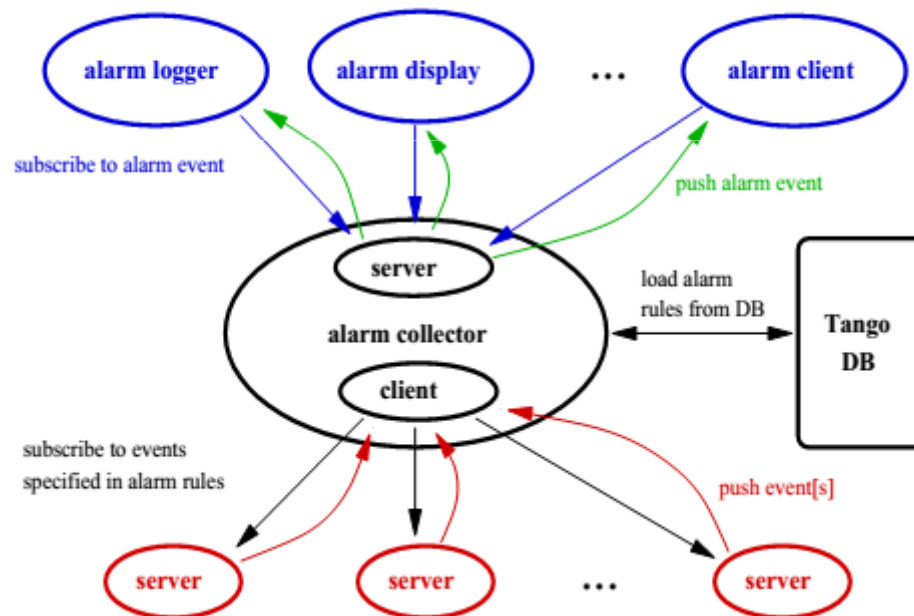 alarm logger
alarm display
...
alarm client
subscribe to alarm event
push alarm event
server
load alarm
rules from DB
alarm collector
Tango
DB
client
subscribe to events
specified in alarm rules
push event[s]
server
server
...
server